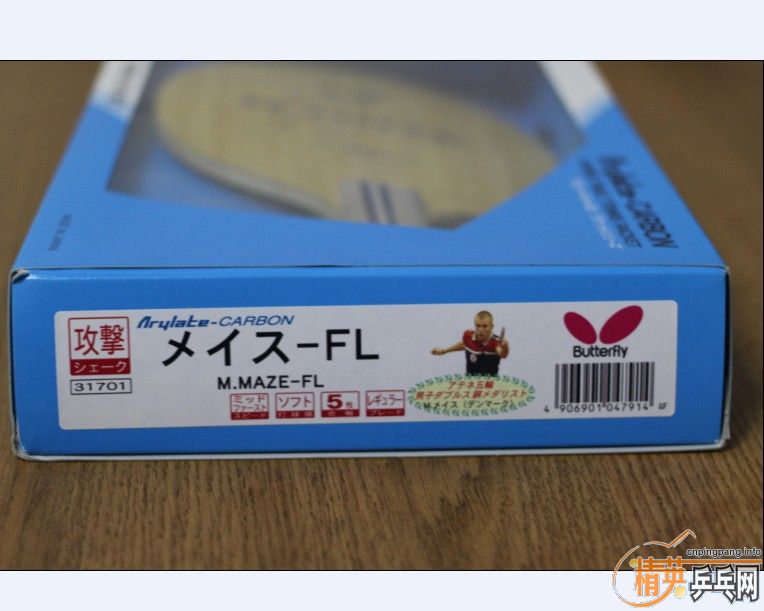 Arylate-CARBON
攻撃
シェーク
31701
Arylate-CARBON
メイス-FL
M.MAZE-FL
ミッド
ファースト
スピード
ソフト
打球感
5枚
合板
レギュラー
ブレード
アテネ五輪
男子ダブルス銅メダリスト
M.メイス（デンマーク）
Butterfly
4 906901 047914 GF
cnpingpang.info
精英乒乓网